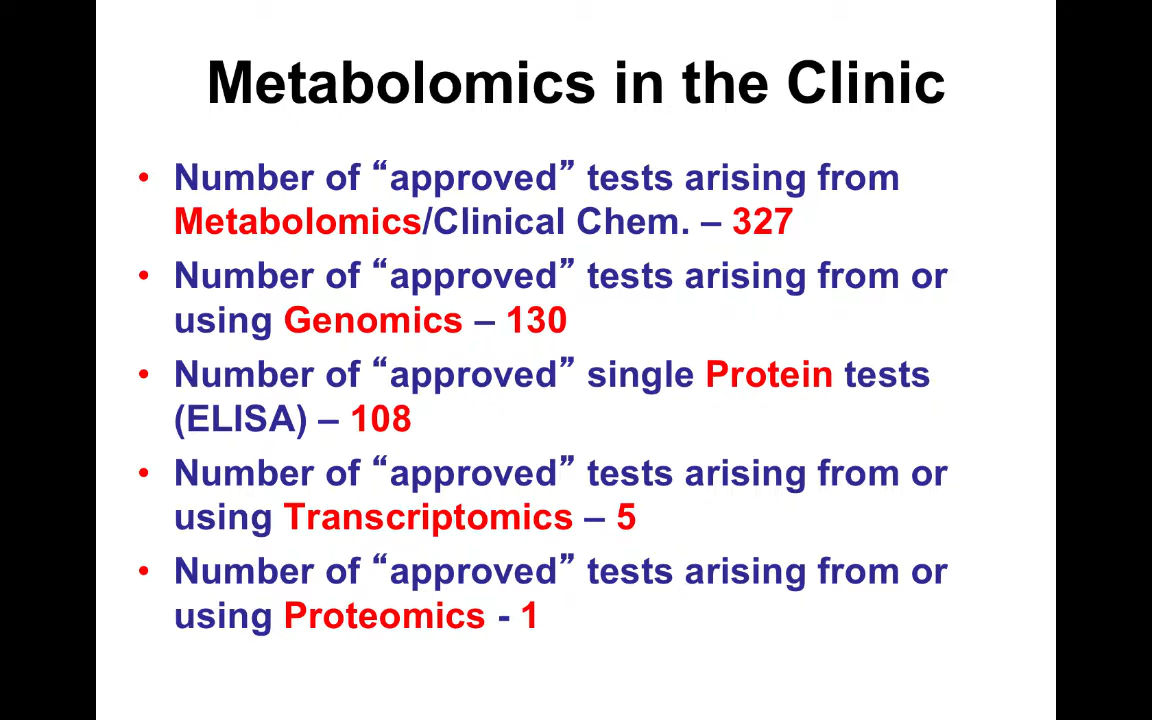 Metabolomics in the Clinic
• Number of “approved” tests arising from
Metabolomics/Clinical Chem. – 327
• Number of “approved” tests arising from or
using Genomics – 130
• Number of “approved” single Protein tests
(ELISA) – 108
• Number of “approved” tests arising from or
using Transcriptomics – 5
• Number of “approved” tests arising from or
using Proteomics - 1